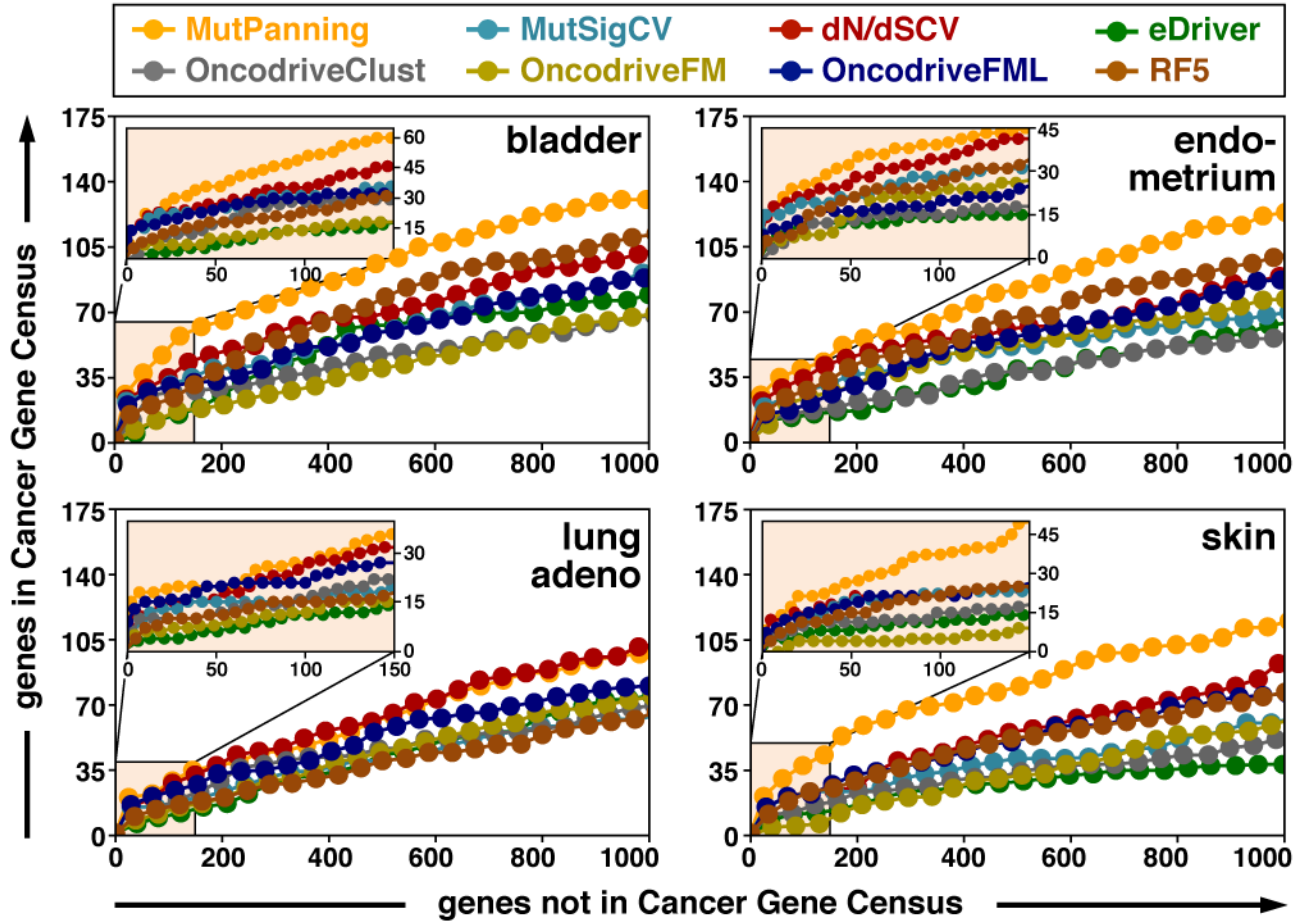 MutPanning MutSigCV dN/dSCV eDriver
OncodriveClust OncodriveFM OncodriveFML RF5
genes in Cancer Gene Census
bladder
175
140
105
70
35
0
0 200 400 600 800 1000
60
45
30
15
0 50 100
endo-
metrium
175
140
105
70
35
0
0 200 400 600 800 1000
45
30
15
0
0 50 100
lung
adeno
175
140
105
70
35
0
0 200 400 600 800 1000
30
15
0
0 50 100 150
skin
175
140
105
70
35
0
0 200 400 600 800 1000
45
30
15
0
0 50 100
genes not in Cancer Gene Census